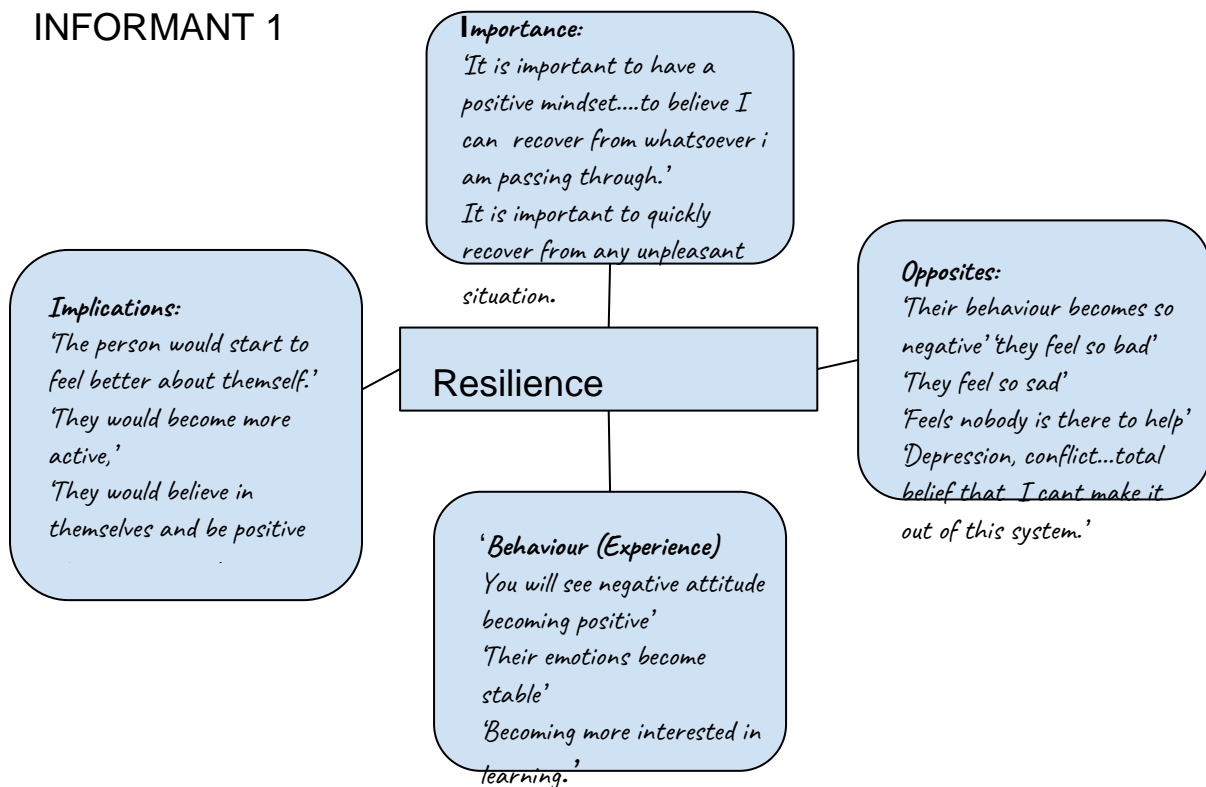 INFORMANT 1
Importance:
‘It is important to have a
positive mindset....to believe I
can recover from whatsoever i
am passing through.’
It is important to quickly
recover from any unpleasant
situation.
Implications:
‘The person would start to
feel better about themself.’
‘They would become more
active,’
‘They would believe in
themselves and be positive
Resilience
Opposites:
‘Their behaviour becomes so
negative’ ‘they feel so bad’
‘They feel so sad’
‘Feels nobody is there to help’
‘Depression, conflict...total
belief that I cant make it
out of this system.’
‘Behaviour (Experience)
You will see negative attitude
becoming positive’
‘Their emotions become
stable’
‘Becoming more interested in
learning.’